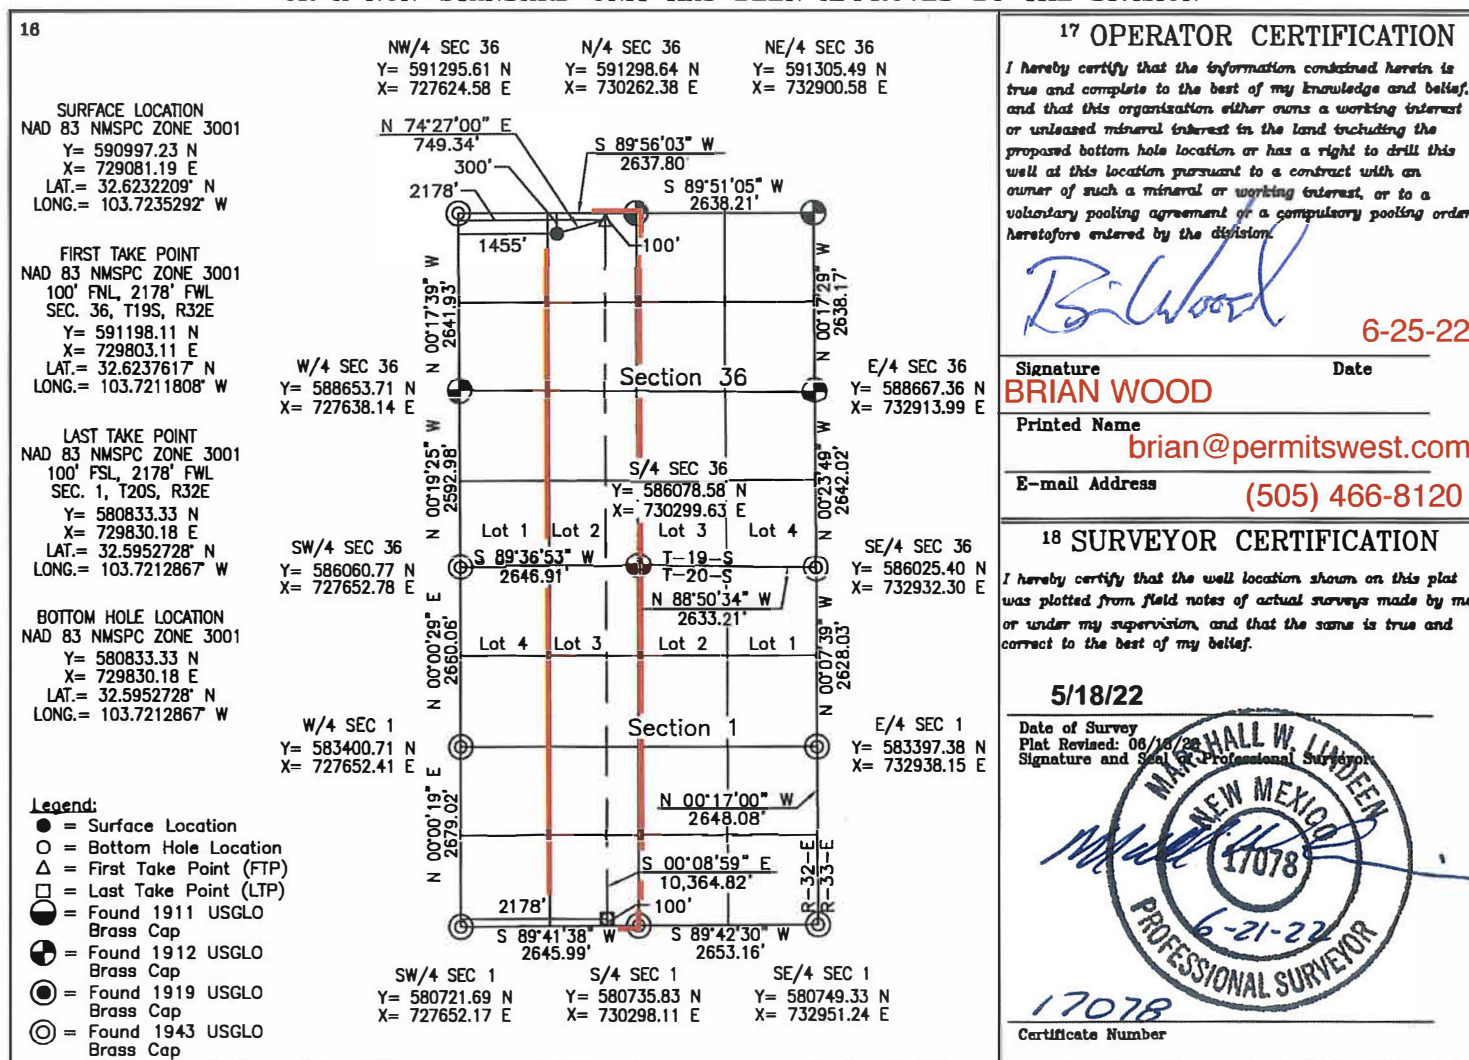 16
NW/4 SEC 36
Y= 591295.61 N
X= 727624.58 E
N/4 SEC 36
Y= 591298.64 N
X= 730262.38 E
NE/4 SEC 36
Y= 591305.49 N
X= 732900.58 E
SURFACE LOCATION
NAD 83 NMSPC ZONE 3001
Y= 590997.23 N
X= 729081.19 E
LAT.= 32.6232209° N
LONG.= 103.7235292° W
FIRST TAKE POINT
NAD 83 NMSPC ZONE 3001
100' FNL, 2178' FWL
SEC. 36, T19S, R32E
Y= 591198.11 N
X= 729803.11 E
LAT.= 32.6237617° N
LONG.= 103.7211808° W
LAST TAKE POINT
NAD 83 NMSPC ZONE 3001
100' FSL, 2178' FWL
SEC. 1, T20S, R32E
Y= 580833.33 N
X= 729830.18 E
LAT.= 32.5952728° N
LONG.= 103.7212867° W
BOTTOM HOLE LOCATION
NAD 83 NMSPC ZONE 3001
Y= 580833.33 N
X= 729830.18 E
LAT.= 32.5952728° N
LONG.= 103.7212867° W
Legend:
= Surface Location
= Bottom Hole Location
= First Take Point (FTP)
= Last Take Point (LTP)
= Found 1911 USGLO
Brass Cap
= Found 1912 USGLO
Brass Cap
= Found 1919 USGLO
Brass Cap
= Found 1943 USGLO
Brass Cap
N 74°27'00" E
749.34'
300'
2178'
S 89°56'03" W
2637.80'
S 89°51'05" W
2638.21'
1455'
100'
N 00°17'39" W
2641.93'
N 00°17'29" W
2638.17'
W/4 SEC 36
Y= 588653.71 N
X= 727638.14 E
Section 36
E/4 SEC 36
Y= 588667.36 N
X= 732913.99 E
N 00°19'25" W
2592.98'
S/4 SEC 36
Y= 586078.58 N
X= 730299.63 E
N 00°23'49" W
2642.02'
Lot 1
Lot 2
Lot 3
Lot 4
SW/4 SEC 36
Y= 586060.77 N
X= 727652.78 E
S 89°36'53" W
2646.91'
T-19-S
T-20-S
SE/4 SEC 36
Y= 586025.40 N
X= 732932.30 E
N 88°50'34" W
2633.21'
N 00°00'29" E
2660.06'
N 00°07'39" W
2628.03'
Lot 4
Lot 3
Lot 2
Lot 1
W/4 SEC 1
Y= 583400.71 N
X= 727652.41 E
Section 1
E/4 SEC 1
Y= 583397.38 N
X= 732938.15 E
N 00°00'19" E
2679.02'
N 00°17'00" W
2648.08'
S 00°08'59" E
10,364.82'
R-32-E
R-33-E
2178'
100'
S 89°41'38" W
2645.99'
S 89°42'30" W
2653.16'
SW/4 SEC 1
Y= 580721.69 N
X= 727652.17 E
S/4 SEC 1
Y= 580735.83 N
X= 730298.11 E
SE/4 SEC 1
Y= 580749.33 N
X= 732951.24 E
17 OPERATOR CERTIFICATION
I hereby certify that the information contained herein is
true and complete to the best of my knowledge and belief,
and that this organization either owns a working interest
or unleased mineral interest in the land including the
proposed bottom hole location or has a right to drill this
well at this location pursuant to a contract with an
owner of such a mineral or working interest, or to a
voluntary pooling agreement or a compulsory pooling order
heretofore entered by the division.
Brian Wood
6-25-22
Signature
Date
BRIAN WOOD
Printed Name
brian@permitswest.com
E-mail Address
(505) 466-8120
18 SURVEYOR CERTIFICATION
I hereby certify that the well location shown on this plat
was plotted from field notes of actual surveys made by me
or under my supervision, and that the same is true and
correct to the best of my belief.
5/18/22
Date of Survey
Plat Revised:
Signature and Seal of Professional Surveyor:
MARSHALL W. LINDEEN
NEW MEXICO
17078
6-21-22
PROFESSIONAL SURVEYOR
17078
Certificate Number